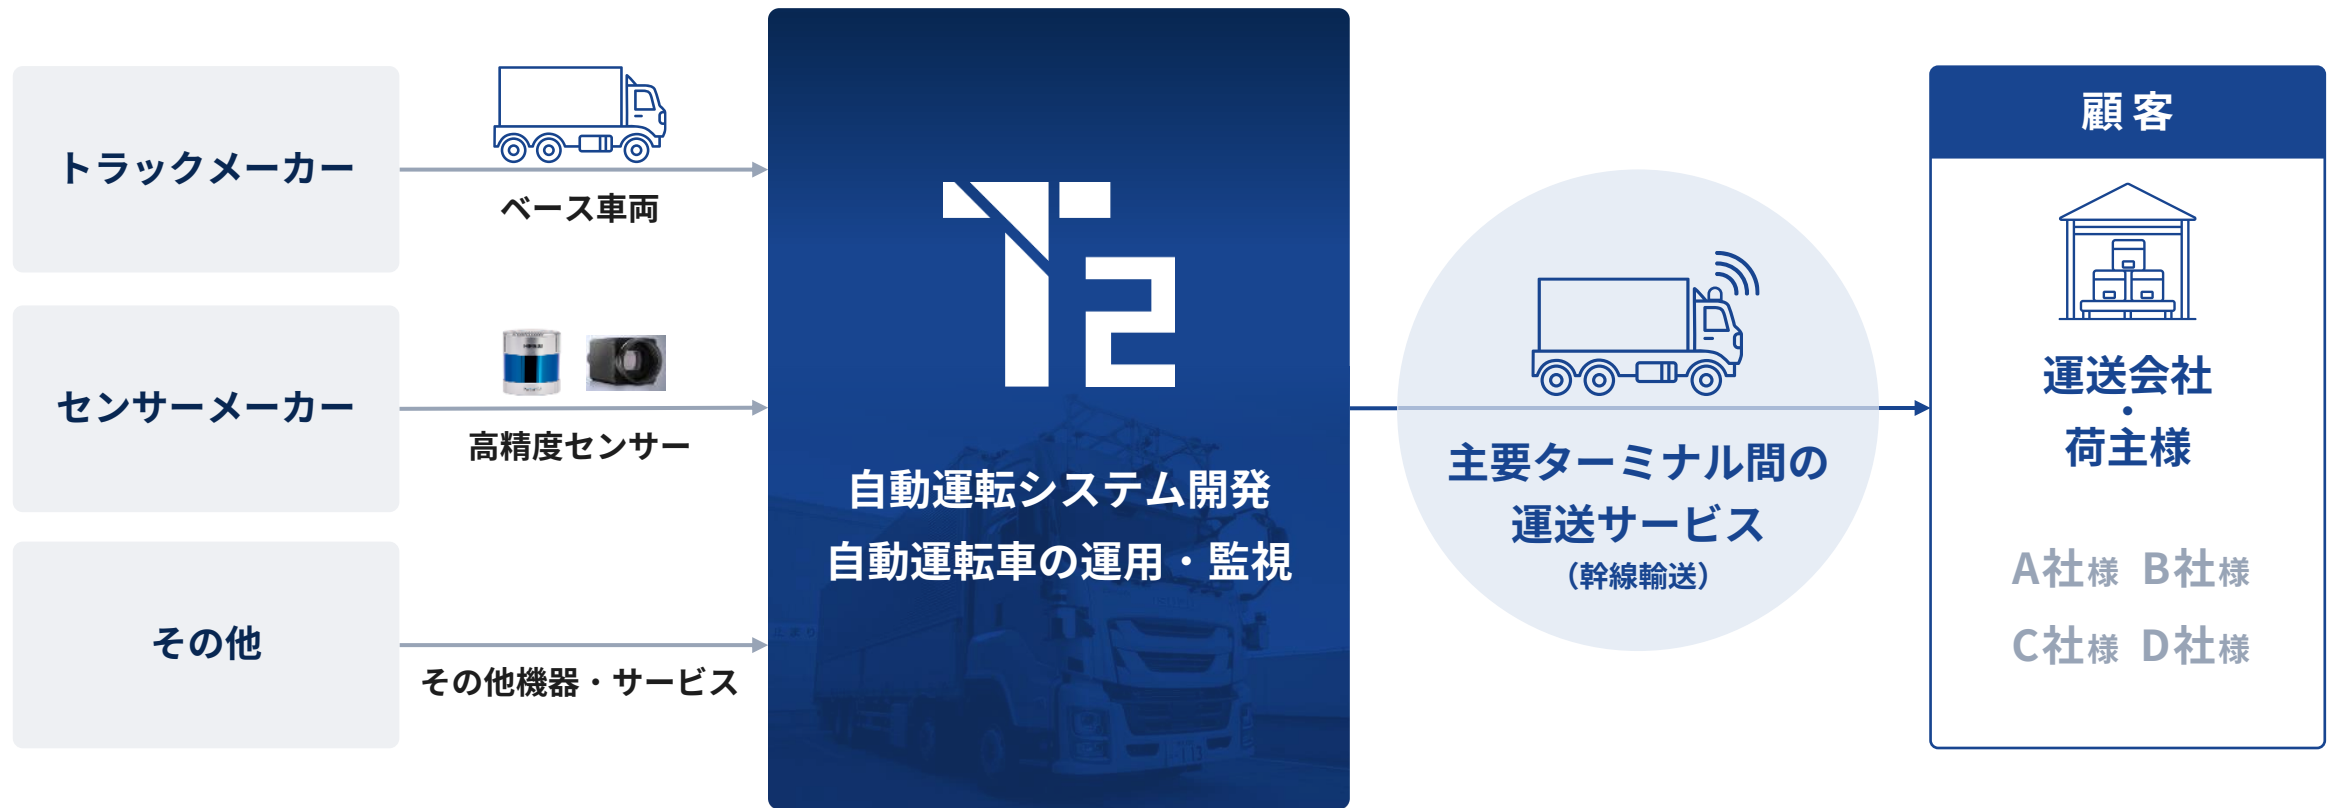 トラックメーカー
ベース車両
センサーメーカー
高精度センサー
その他
その他機器・サービス
T2
自動運転システム開発
自動運転車の運用・監視
主要ターミナル間の
運送サービス
（幹線輸送）
顧客
運送会社
・
荷主様
A社様 B社様
C社様 D社様